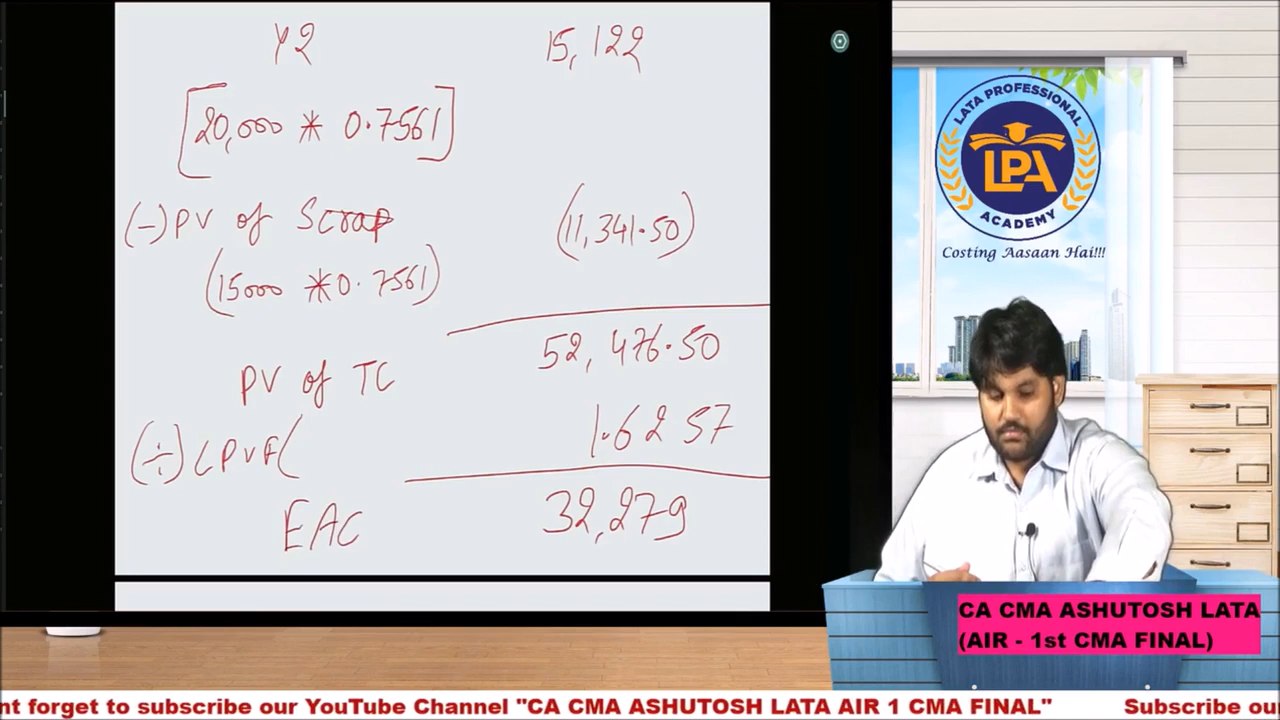 Y2 15,122
[20,000 * 0.7561]
(-) PV of Scrap (11,341.50)
(15000 * 0.7561)
PV of TC 52,476.50
(÷) CPVF( 1.6257
EAC 32,279
LATA PROFESSIONAL
LPA
ACADEMY
Costing Aasaan Hai!!!
CA CMA ASHUTOSH LATA
(AIR - 1st CMA FINAL)
nt forget to subscribe our YouTube Channel "CA CMA ASHUTOSH LATA AIR 1 CMA FINAL" Subscribe ou